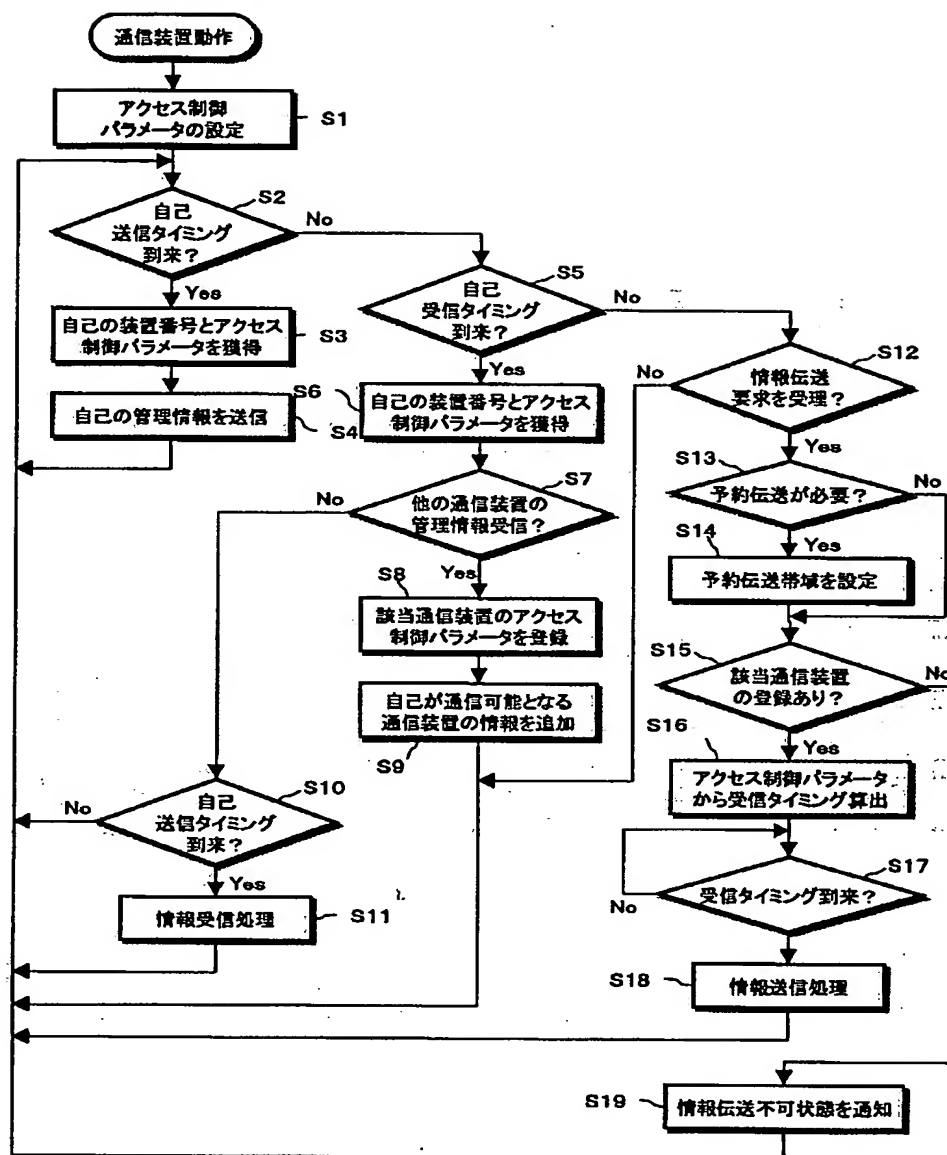 通信装置動作
アクセス制御
パラメータの設定
S1
S2
自己
送信タイミング
到来?
No
Yes
自己の装置番号とアクセス
制御パラメータを獲得
S3
S6
自己の管理情報を送信
S4
S5
自己
受信タイミング
到来?
No
Yes
自己の装置番号とアクセス
制御パラメータを獲得
S7
他の通信装置の
管理情報受信?
No
Yes
S8
該当通信装置のアクセス
制御パラメータを登録
自己が通信可能となる
通信装置の情報を追加
S9
S10
自己
送信タイミング
到来?
No
Yes
情報受信処理
S11
S12
情報伝送
要求を受理?
No
Yes
S13
予約伝送が必要?
No
Yes
S14
予約伝送帯域を設定
S15
該当通信装置
の登録あり?
No
Yes
S16
アクセス制御パラメータ
から受信タイミング算出
S17
受信タイミング到来?
No
S18
情報送信処理
S19
情報伝送不可状態を通知